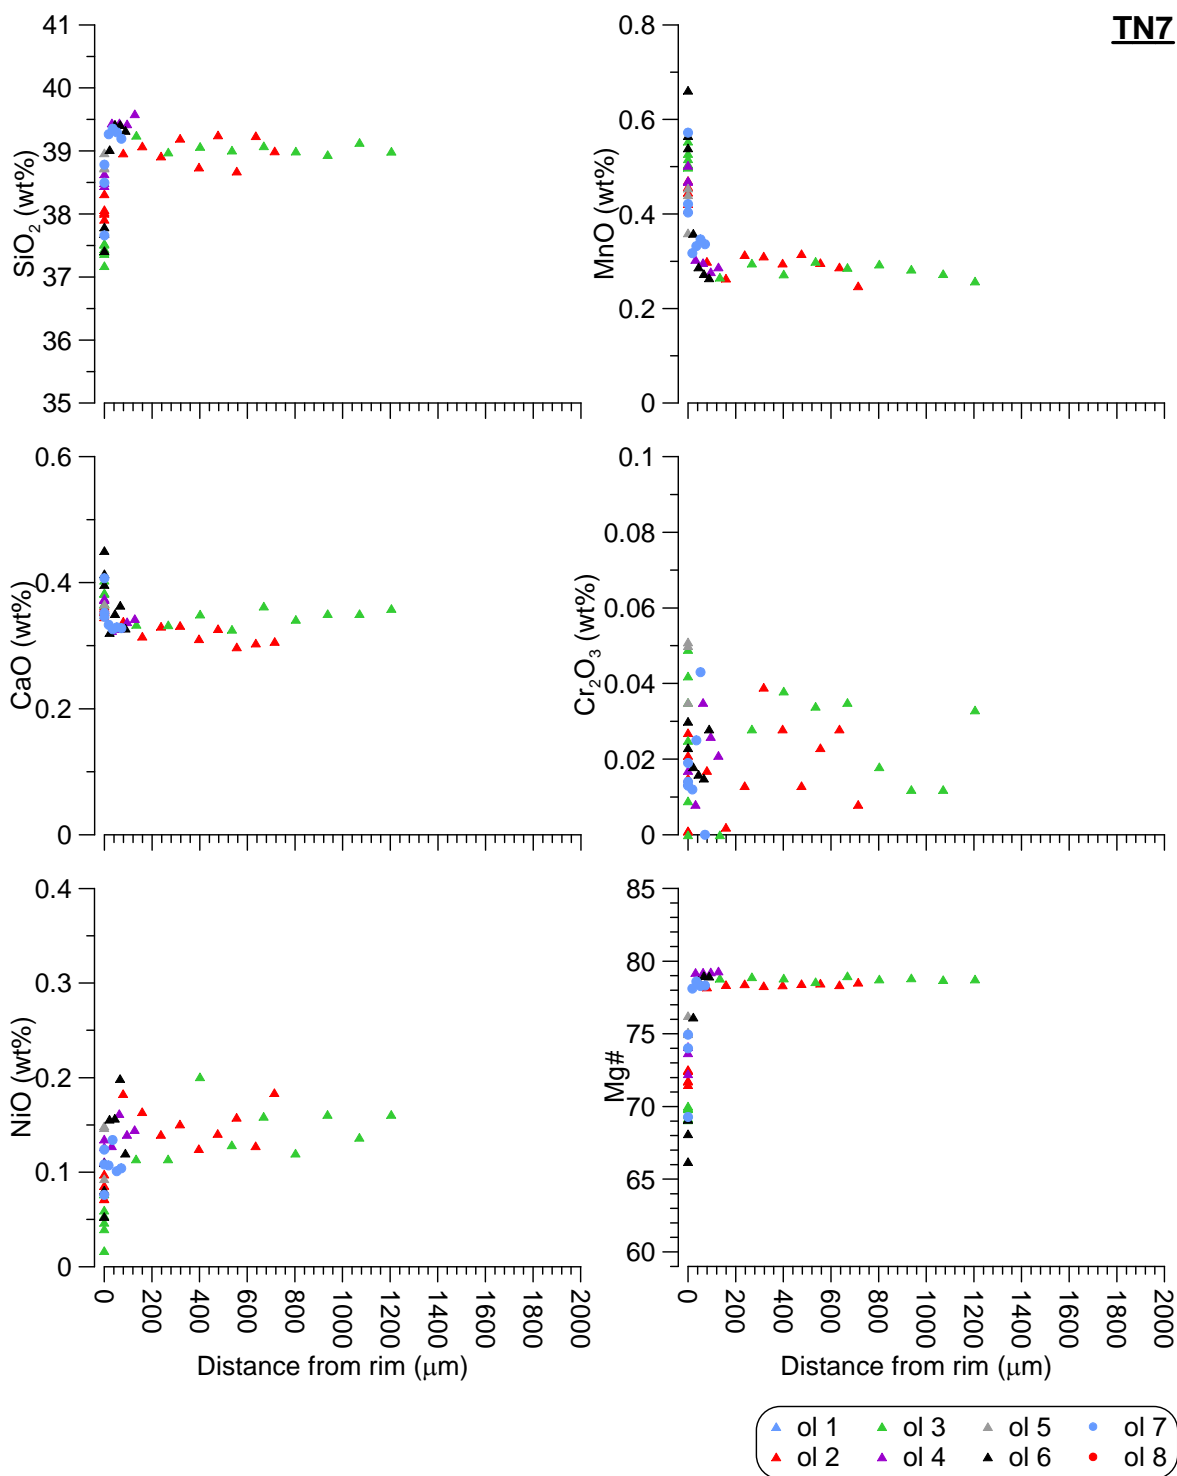 TN7
41
40
39
38
37
36
35
SiO2 (wt%)
0.8
0.6
0.4
0.2
0
MnO (wt%)
0.6
0.4
0.2
0
CaO (wt%)
0.1
0.08
0.06
0.04
0.02
0
Cr2O3 (wt%)
0.4
0.3
0.2
0.1
0
NiO (wt%)
85
80
75
70
65
60
Mg#
0 200 400 600 800 1000 1200 1400 1600 1800 2000
Distance from rim (μm)
0 200 400 600 800 1000 1200 1400 1600 1800 2000
Distance from rim (μm)
ol 1 ol 3 ol 5 ol 7
ol 2 ol 4 ol 6 ol 8